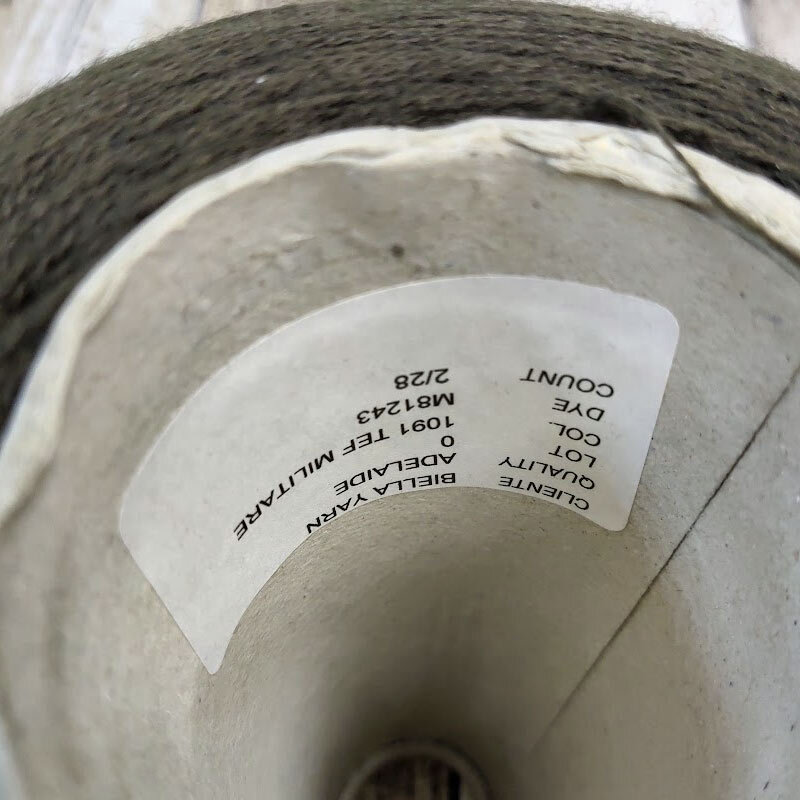 CLIENTE BIELLA YARN
QUALITY ADELAIDE
LOT 0
COL. 1091 TEF MILITARE
DYE M81243
COUNT 2/28